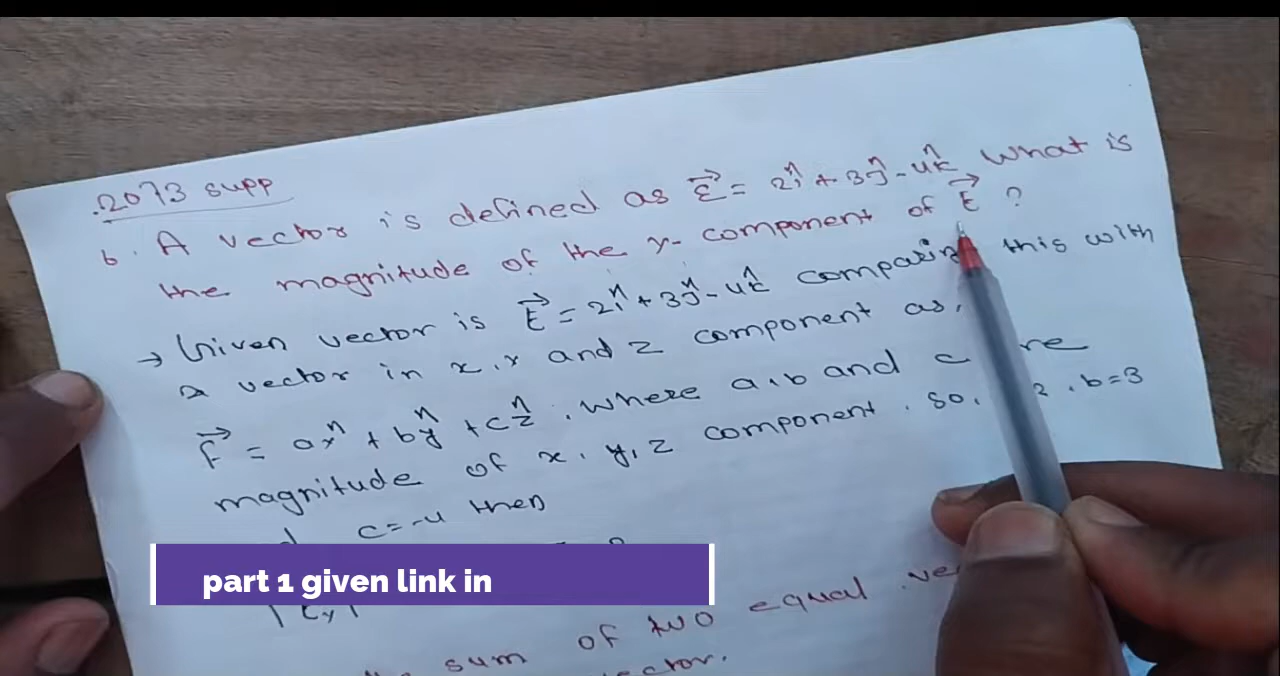 .2073 supp
6. A vector is defined as E⃗ = 2î + 3ĵ - 4k̂ What is
the magnitude of the y- component of E⃗ ?
→ Given vector is E⃗ = 2î + 3ĵ - 4k̂ comparing this with
a vector in x, y and z component as,
r⃗ = ax̂ + bŷ + cẑ . Where a, b and c
magnitude of x, y, z component . so, 2 , b=3
c=-4 then
part 1 given link in
sum of two equal